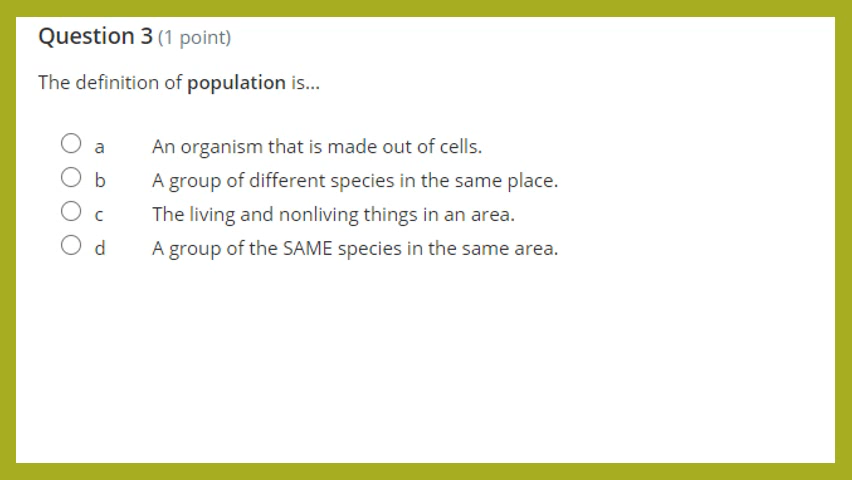 Question 3 (1 point)
The definition of population is...
a An organism that is made out of cells.
b A group of different species in the same place.
c The living and nonliving things in an area.
d A group of the SAME species in the same area.